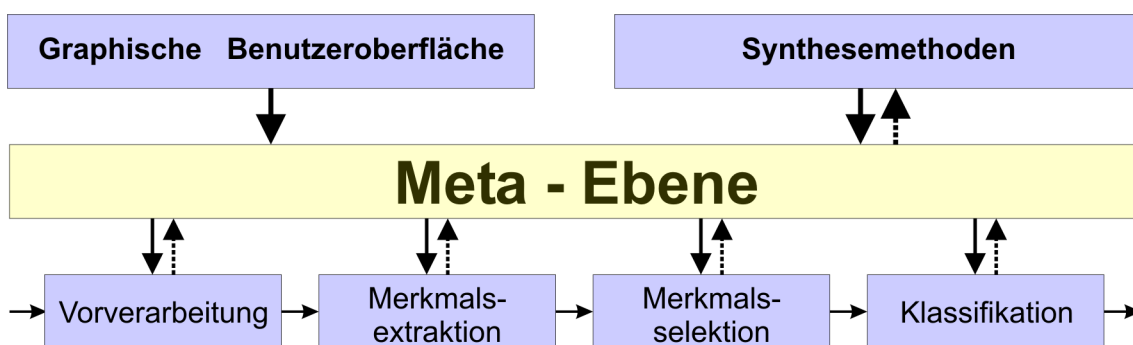 Graphische Benutzeroberfläche
Synthesemethoden
Meta - Ebene
Vorverarbeitung
Merkmals-
extraktion
Merkmals-
selektion
Klassifikation